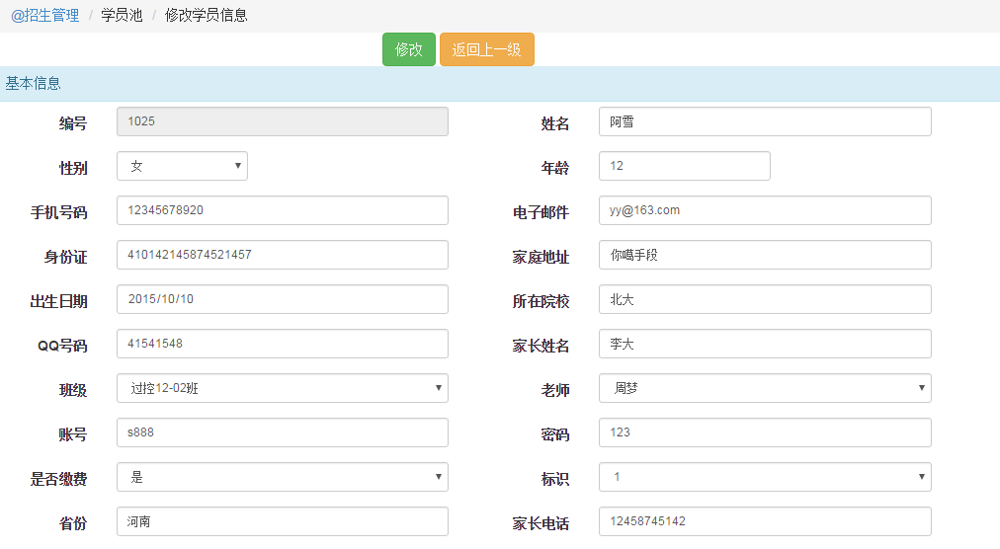 @招生管理 / 学员池 / 修改学员信息
修改 返回上一级
基本信息
编号 1025 姓名 阿雪
性别 女 年龄 12
手机号码 12345678920 电子邮件 yy@163.com
身份证 410142145874521457 家庭地址 你噶手段
出生日期 2015/10/10 所在院校 北大
QQ号码 41541548 家长姓名 李大
班级 过控12-02班 老师 周梦
账号 s888 密码 123
是否缴费 是 标识 1
省份 河南 家长电话 12458745142